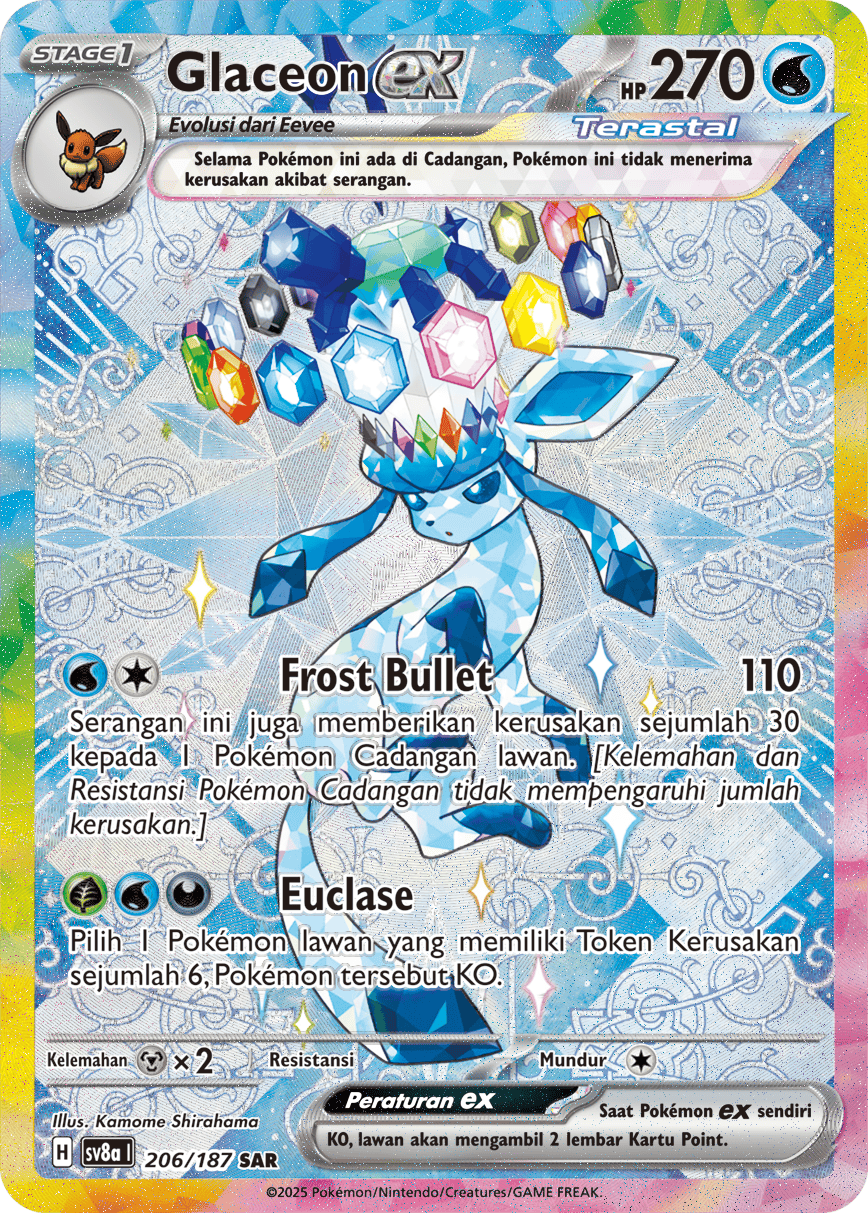 STAGE1
Glaceon ex
HP 270
Evolusi dari Eevee
Terastal
Selama Pokémon ini ada di Cadangan, Pokémon ini tidak menerima
kerusakan akibat serangan.
Frost Bullet 110
Serangan ini juga memberikan kerusakan sejumlah 30
kepada 1 Pokémon Cadangan lawan. [Kelemahan dan
Resistansi Pokémon Cadangan tidak mempengaruhi jumlah
kerusakan.]
Euclase
Pilih 1 Pokémon lawan yang memiliki Token Kerusakan
sejumlah 6, Pokémon tersebut KO.
Kelemahan ×2 Resistansi Mundur
Peraturan ex
Saat Pokémon ex sendiri
KO, lawan akan mengambil 2 lembar Kartu Point.
Illus. Kamome Shirahama
H sv8a I 206/187 SAR
©2025 Pokémon/Nintendo/Creatures/GAME FREAK.